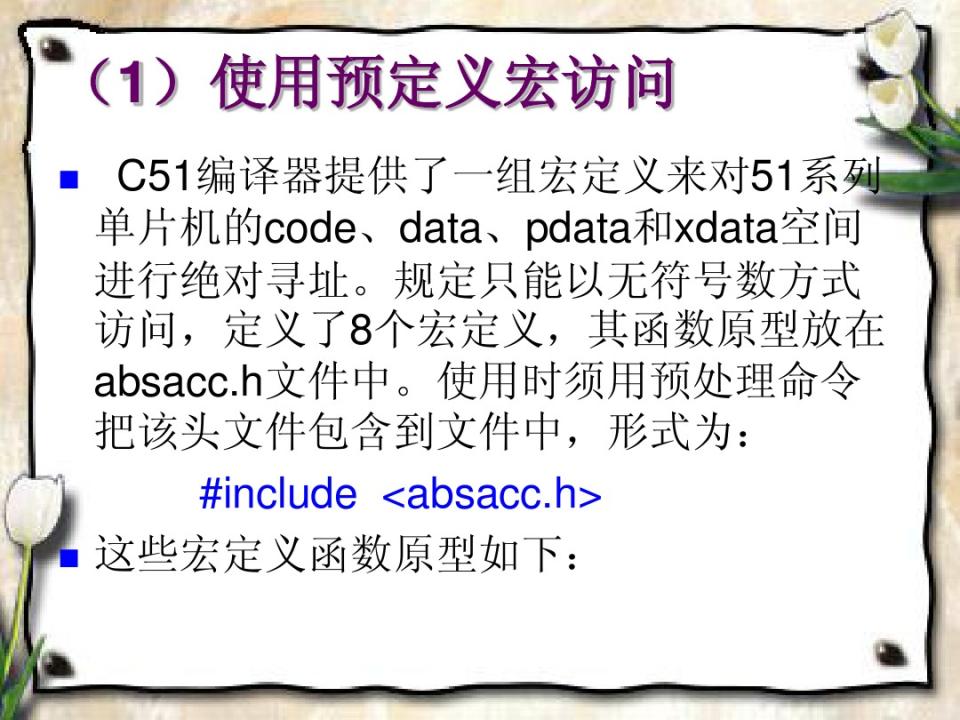 （1）使用预定义宏访问
C51编译器提供了一组宏定义来对51系列
单片机的code、data、pdata和xdata空间
进行绝对寻址。规定只能以无符号数方式
访问，定义了8个宏定义，其函数原型放在
absacc.h文件中。使用时须用预处理命令
把该头文件包含到文件中，形式为：
#include <absacc.h>
这些宏定义函数原型如下：